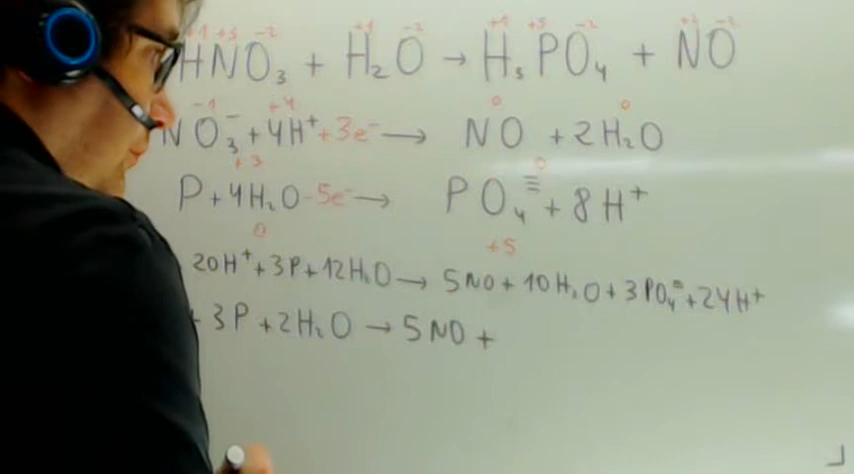 +1 +5 -2 +1 -2 +1 +5 -2 +2 -2
HNO₃ + H₂O → H₃PO₄ + NO
-1 +4 0 0
NO₃⁻ + 4H⁺ + 3e⁻ → NO + 2H₂O
+3 0
P + 4H₂O - 5e⁻ → PO₄≡ + 8H⁺
0 +5
20H⁺ + 3P + 12H₂O → 5NO + 10H₂O + 3PO₄≡ + 24H⁺
+ 3P + 2H₂O → 5NO +